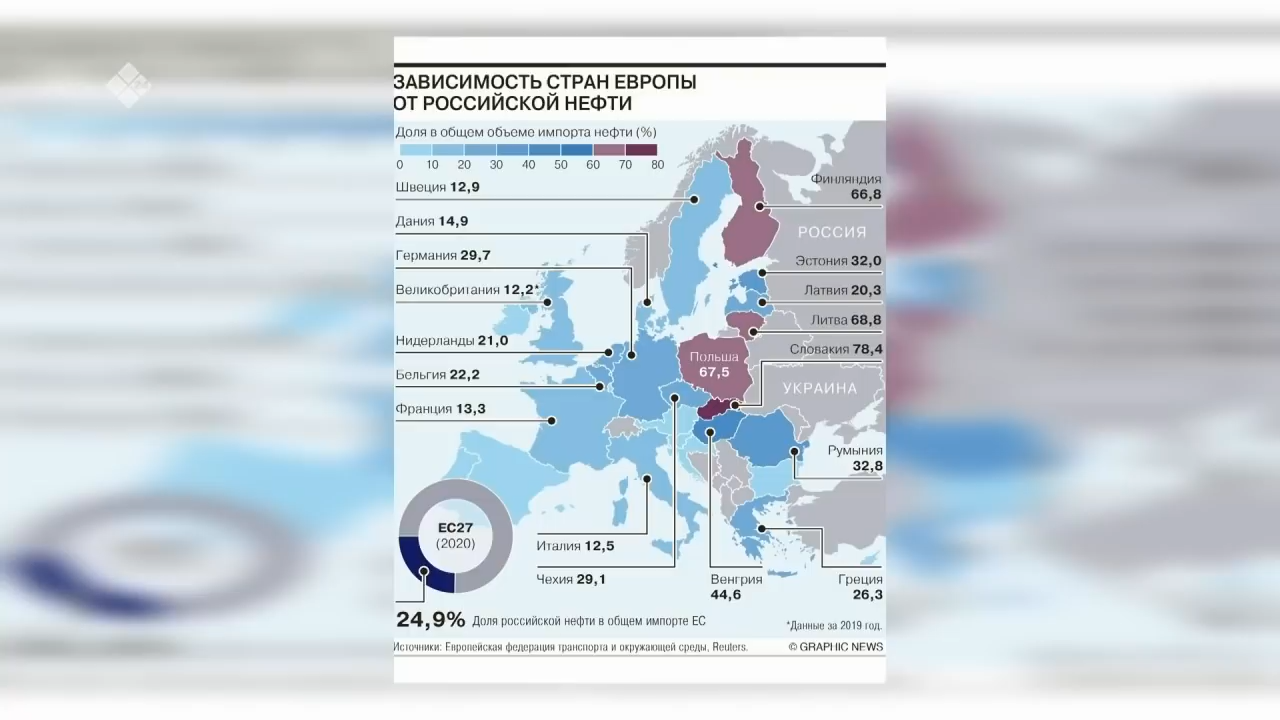 ЗАВИСИМОСТЬ СТРАН ЕВРОПЫ
ОТ РОССИЙСКОЙ НЕФТИ
Доля в общем объеме импорта нефти (%)
0 10 20 30 40 50 60 70 80
Швеция 12,9
Дания 14,9
Германия 29,7
Великобритания 12,2*
Нидерланды 21,0
Бельгия 22,2
Франция 13,3
Финляндия
66,8
РОССИЯ
Эстония 32,0
Латвия 20,3
Литва 68,8
Словакия 78,4
Польша
67,5
УКРАИНА
Румыния
32,8
ЕС27
(2020)
Италия 12,5
Чехия 29,1
Венгрия
44,6
Греция
26,3
24,9% Доля российской нефти в общем импорте ЕС
*Данные за 2019 год.
Источники: Европейская федерация транспорта и окружающей среды, Reuters.
© GRAPHIC NEWS